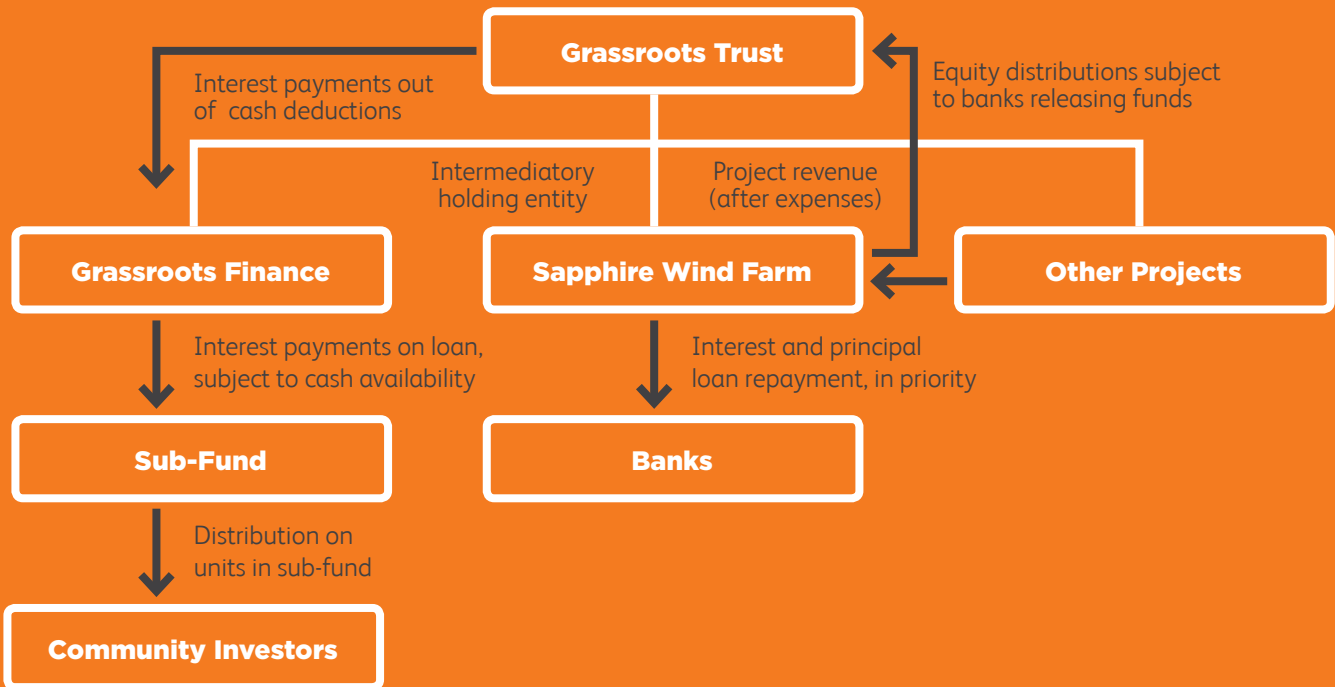 Grassroots Trust
Interest payments out
of cash deductions
Equity distributions subject
to banks releasing funds
Intermediatory
holding entity
Project revenue
(after expenses)
Grassroots Finance
Sapphire Wind Farm
Other Projects
Interest payments on loan,
subject to cash availability
Interest and principal
loan repayment, in priority
Sub-Fund
Banks
Distribution on
units in sub-fund
Community Investors